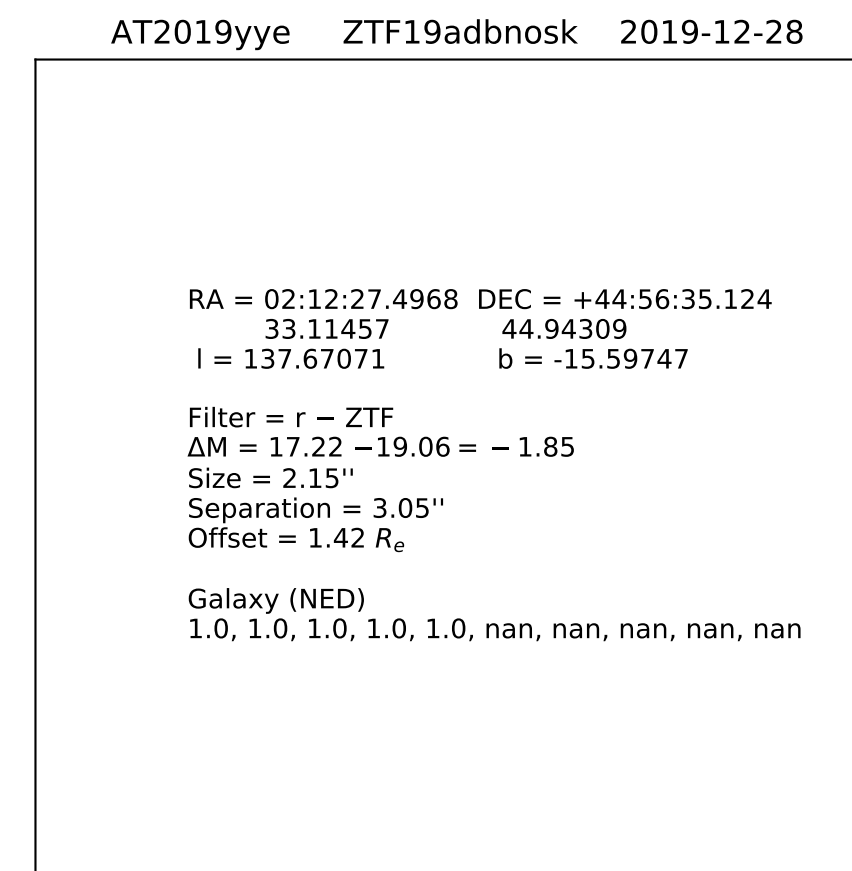 AT2019yye ZTF19adbnosk 2019-12-28
RA = 02:12:27.4968 DEC = +44:56:35.124
33.11457 44.94309
l = 137.67071 b = -15.59747
Filter = r − ZTF
ΔM = 17.22 −19.06 = − 1.85
Size = 2.15''
Separation = 3.05''
Offset = 1.42 Re
Galaxy (NED)
1.0, 1.0, 1.0, 1.0, 1.0, nan, nan, nan, nan, nan